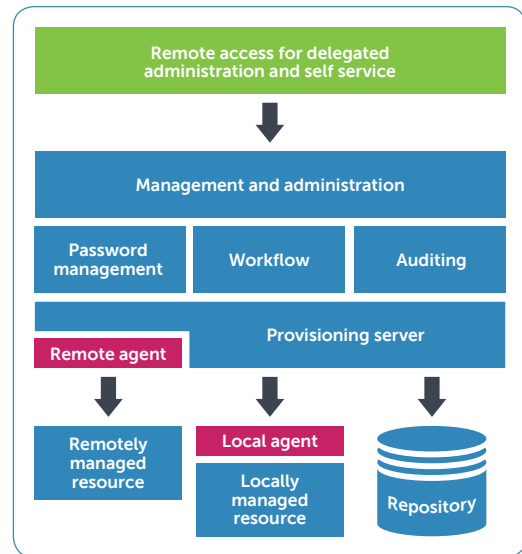 Remote access for delegated
administration and self service
Management and administration
Password
management
Workflow
Auditing
Provisioning server
Remote agent
Remotely
managed
resource
Local agent
Locally
managed
resource
Repository